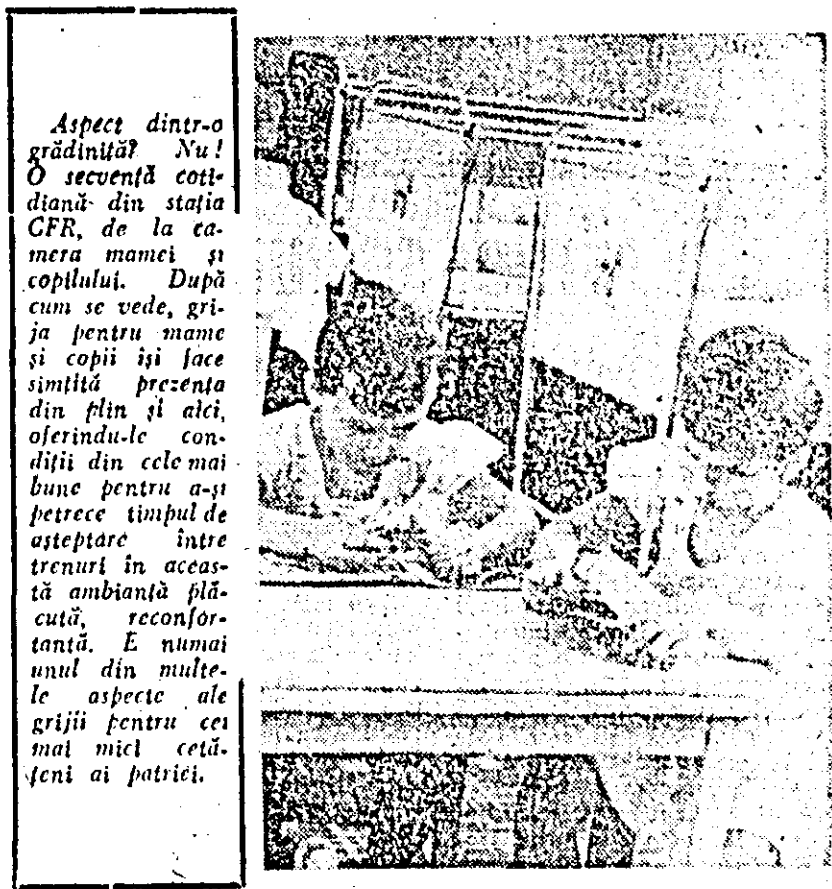 Aspect dintr-o
grădiniță? Nu!
O secvență coti-
diană din stația
CFR, de la ca-
mera mamei și
copilului. După
cum se vede, gri-
ja pentru mame
și copii își face
simțită prezența
din plin și aici,
oferindu-le con-
diții din cele mai
bune pentru a-și
petrece timpul de
așteptare între
trenuri în aceas-
tă ambianță plă-
cută, reconfor-
tantă. E numai
unul din multe-
le aspecte ale
grijii pentru cei
mai mici cetă-
țeni ai patriei.